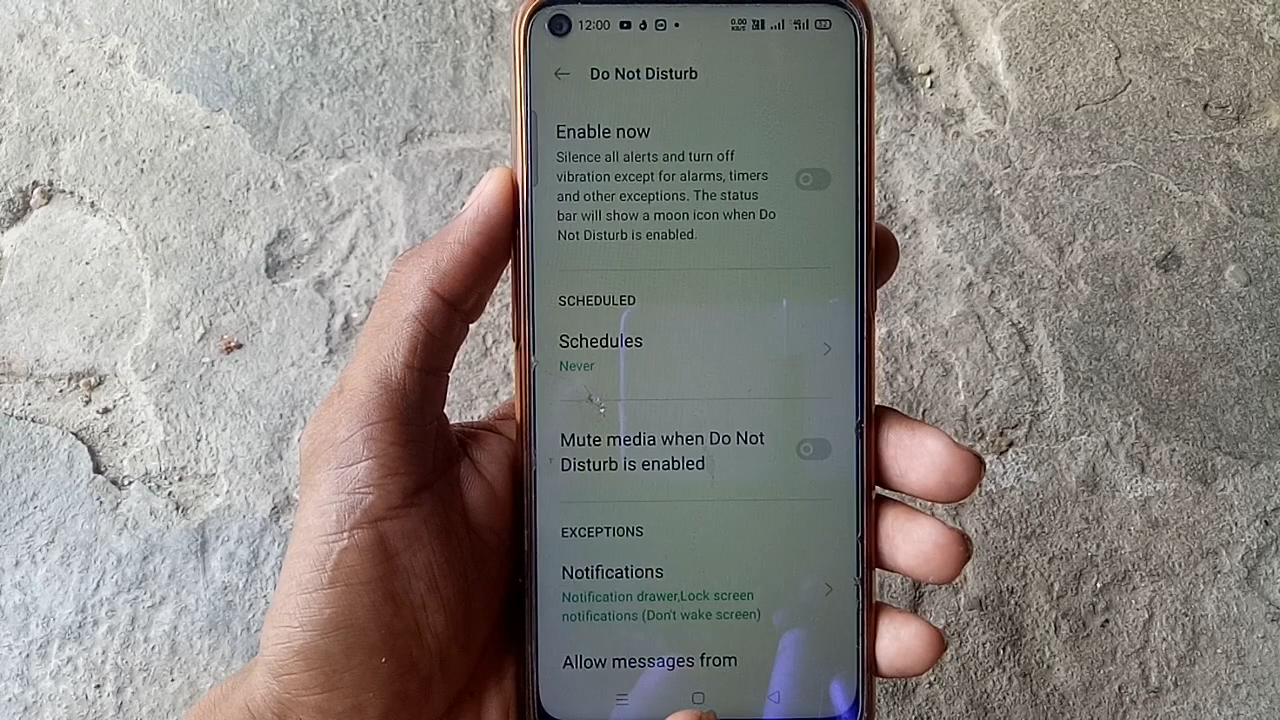 12:00
0.00
KB/S
Do Not Disturb
Enable now
Silence all alerts and turn off
vibration except for alarms, timers
and other exceptions. The status
bar will show a moon icon when Do
Not Disturb is enabled.
SCHEDULED
Schedules
Never
Mute media when Do Not
Disturb is enabled
EXCEPTIONS
Notifications
Notification drawer,Lock screen
notifications (Don't wake screen)
Allow messages from